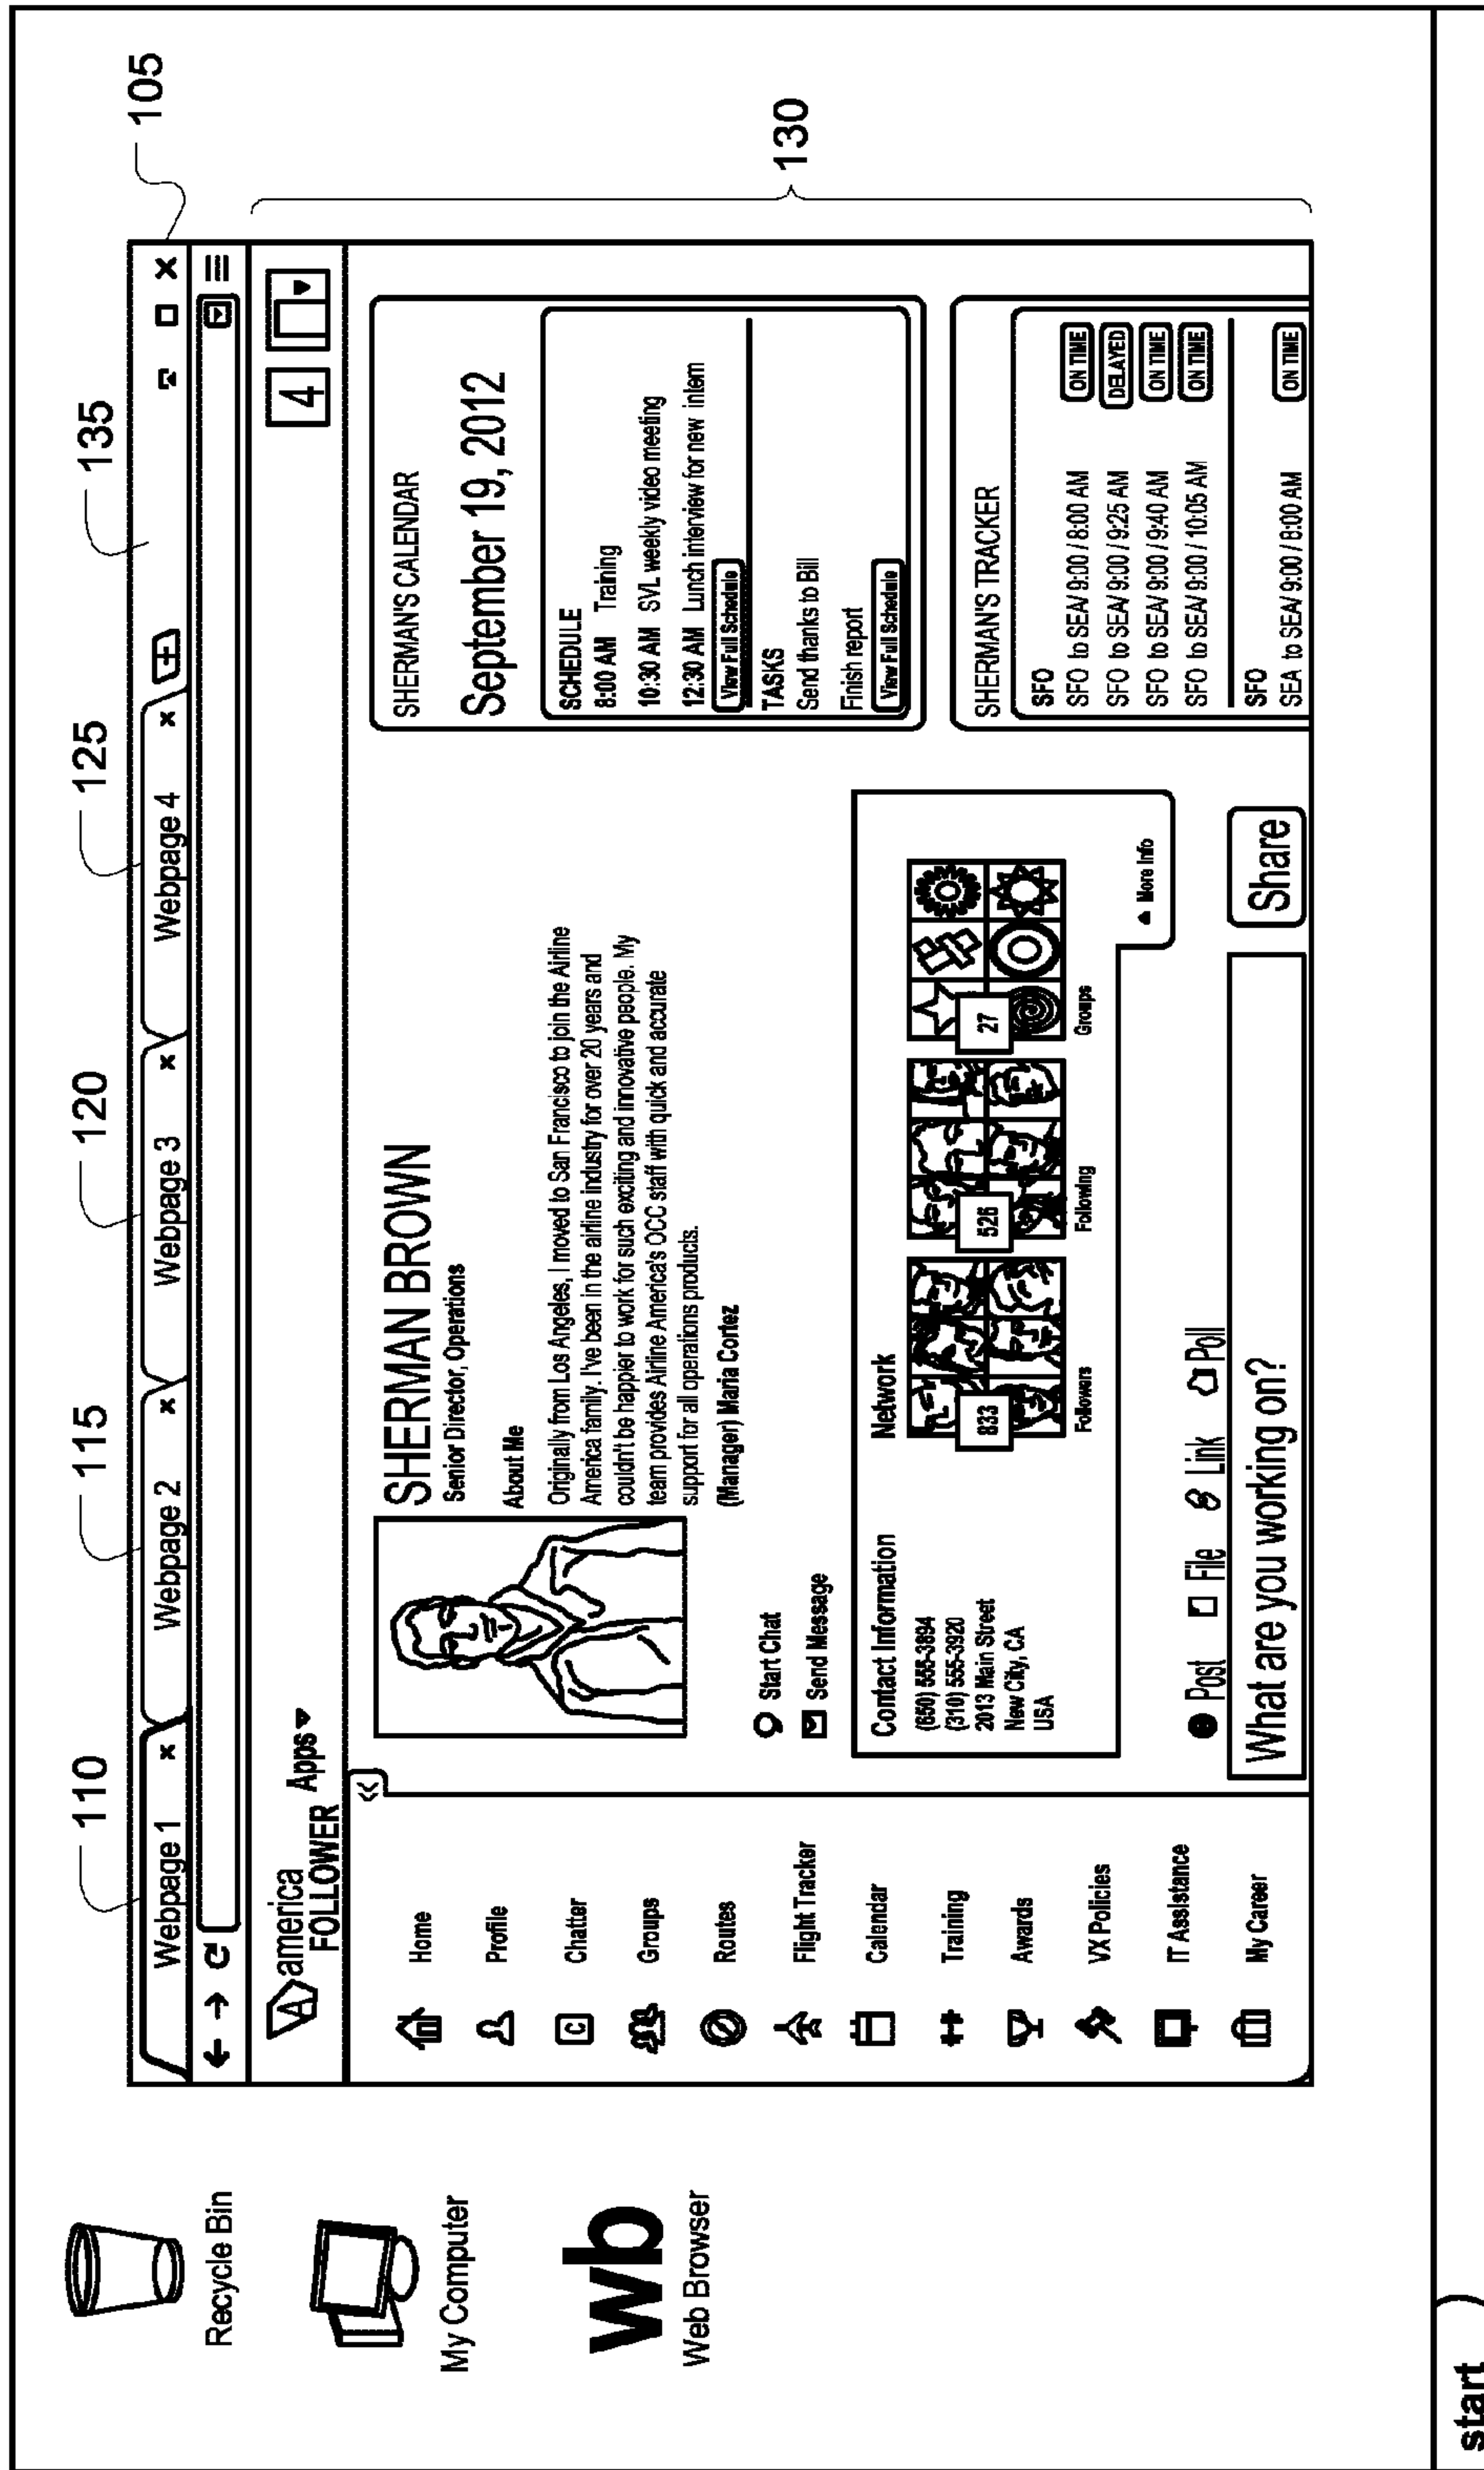 105
110
115
120
125
135
130
Recycle Bin
My Computer
wb
Web Browser
start
Webpage 1 x
Webpage 2 x
Webpage 3 x
Webpage 4 x
A america
FOLLOWER
Apps
4
Home
Profile
C Chatter
Groups
Routes
Flight Tracker
Calendar
Training
Awards
VX Policies
IT Assistance
My Career
SHERMAN BROWN
Senior Director, Operations
About Me
Originally from Los Angeles, I moved to San Francisco to join the Airline
America family. I've been in the airline industry for over 20 years and
couldn't be happier to work for such exciting and innovative people. My
team provides Airline America's OCC staff with quick and accurate
support for all operations products.
(Manager) Maria Cortez
Start Chat
Send Message
Contact Information
(650) 555-3894
(310) 555-3920
2013 Main Street
New City, CA
USA
Network
833
Followers
526
Following
27
Groups
More Info
Post File Link Poll
What are you working on?
Share
SHERMAN'S CALENDAR
September 19, 2012
SCHEDULE
8:00 AM Training
10:30 AM SVL weekly video meeting
12:30 AM Lunch interview for new intern
View Full Schedule
TASKS
Send thanks to Bill
Finish report
View Full Schedule
SHERMAN'S TRACKER
SFO
SFO to SEA/ 9:00 / 8:00 AM ON TIME
SFO to SEA/ 9:00 / 9:25 AM DELAYED
SFO to SEA/ 9:00 / 9:40 AM ON TIME
SFO to SEA/ 9:00 / 10:05 AM ON TIME
SFO
SEA to SEA/ 9:00 / 8:00 AM ON TIME